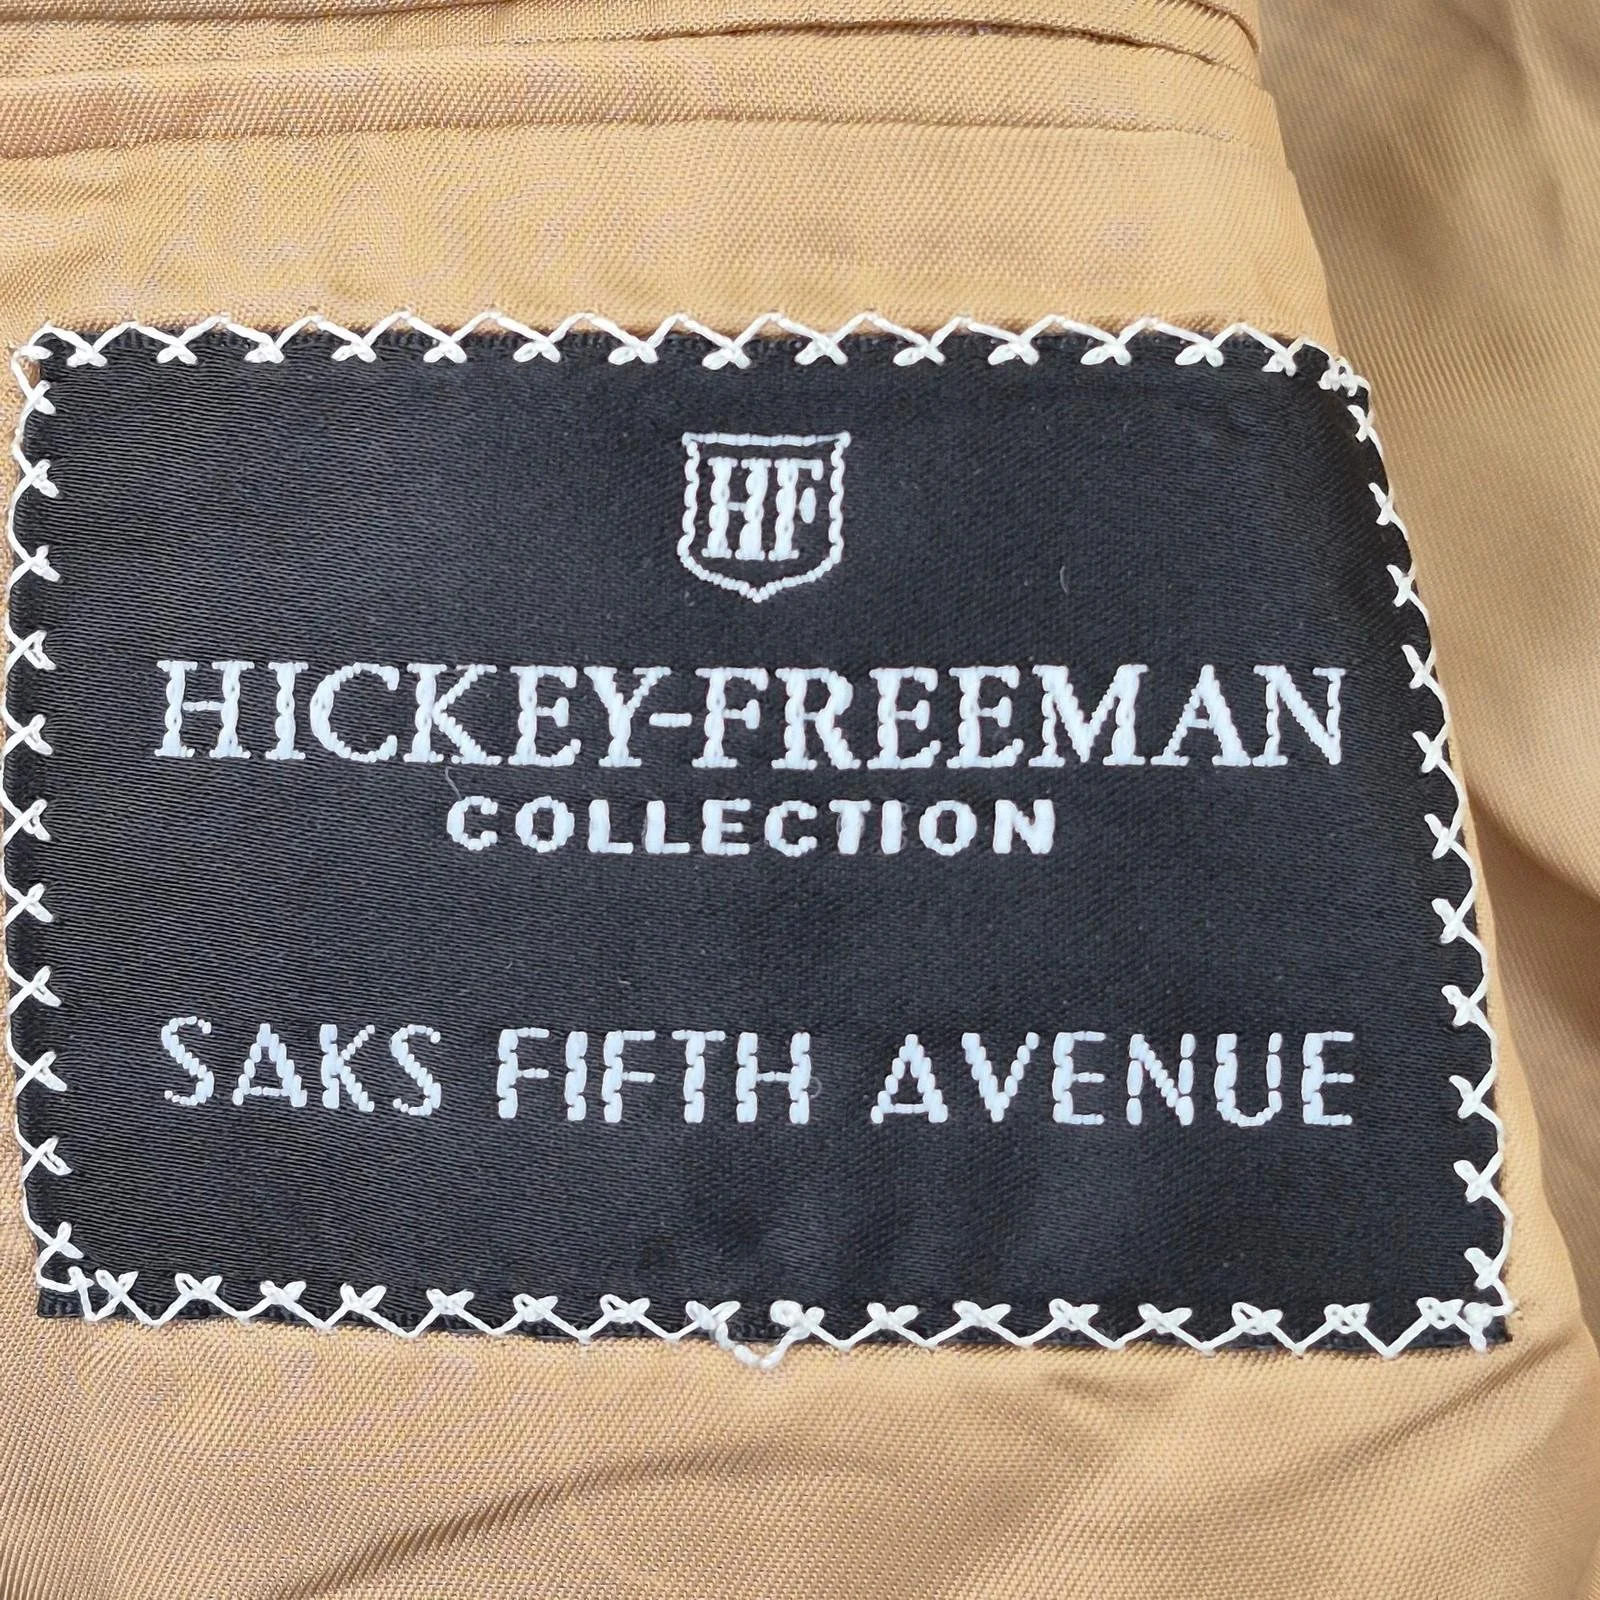 HF
HICKEY-FREEMAN
COLLECTION
SAKS FIFTH AVENUE